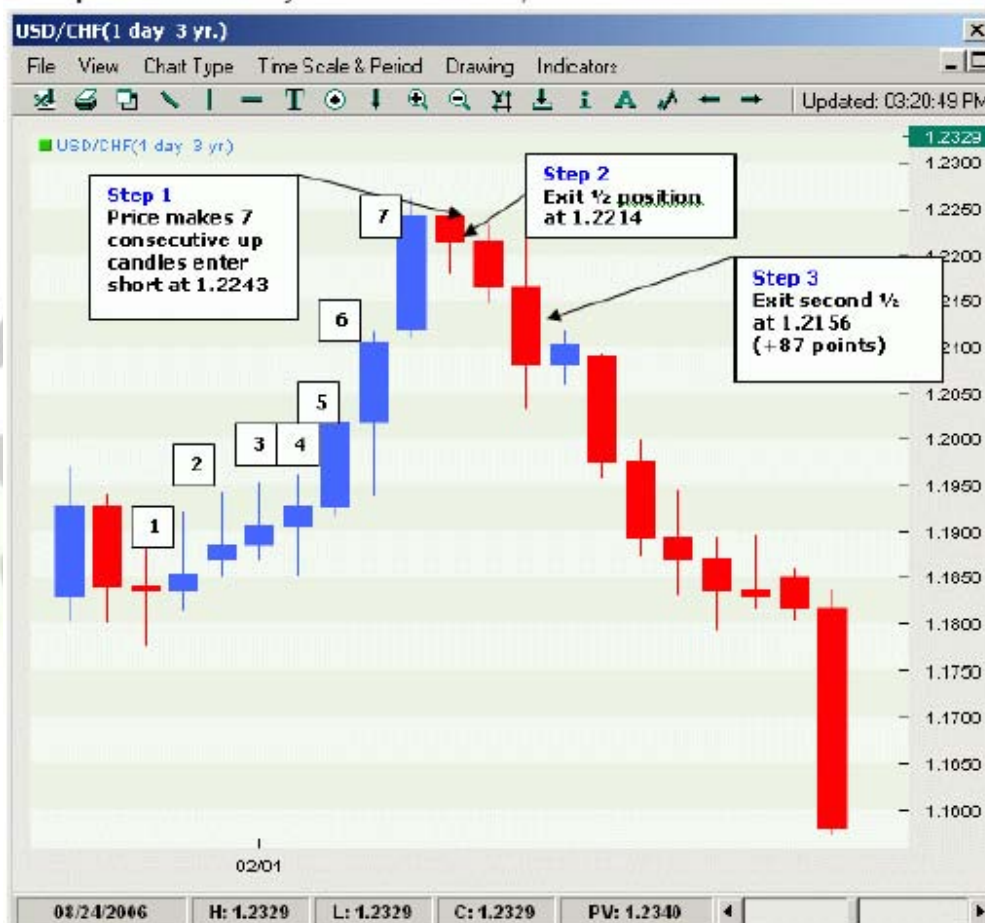 USD/CHF(1 day 3 yr.)
File View Chart Type Time Scale & Period Drawing Indicators
T i A Updated: 03:20:49 PM
USD/CHF(1 day 3 yr.)
1.2329
1.2300
1.2250
1.2200
2150
2100
1.2050
1.2000
1.1950
1.1900
1.1850
1.1800
1.1750
1.1700
1.1650
1.1600
Step 1
Price makes 7
consecutive up
candles enter
short at 1.2243
Step 2
Exit ½ position
at 1.2214
Step 3
Exit second ½
at 1.2156
(+87 points)
1
2
3
4
5
6
7
02/01
08/24/2006 H: 1.2329 L: 1.2329 C: 1.2329 PV: 1.2340